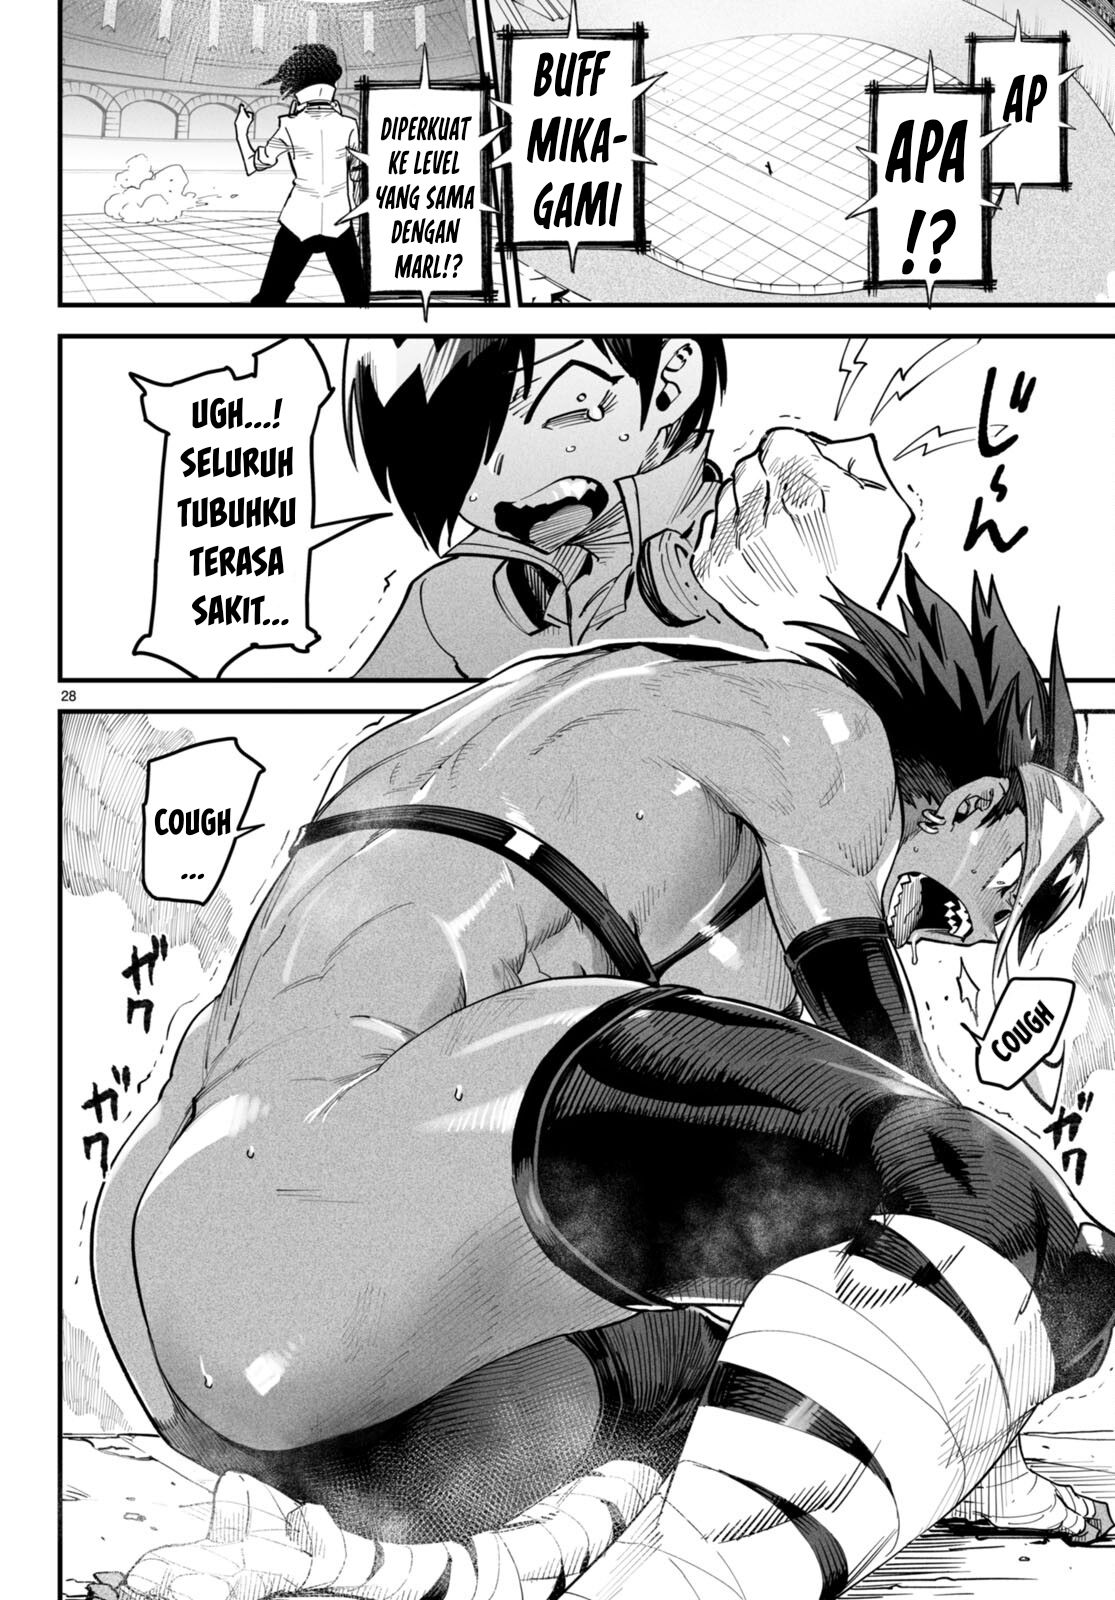 AP
APA
!?
BUFF
MIKA-
GAMI
DIPERKUAT
KE LEVEL
YANG SAMA
DENGAN
MARL!?
じ〜ん
UGH...!
SELURUH
TUBUHKU
TERASA
SAKIT...
28
COUGH
...
COUGH
ガク
ガク
ガク